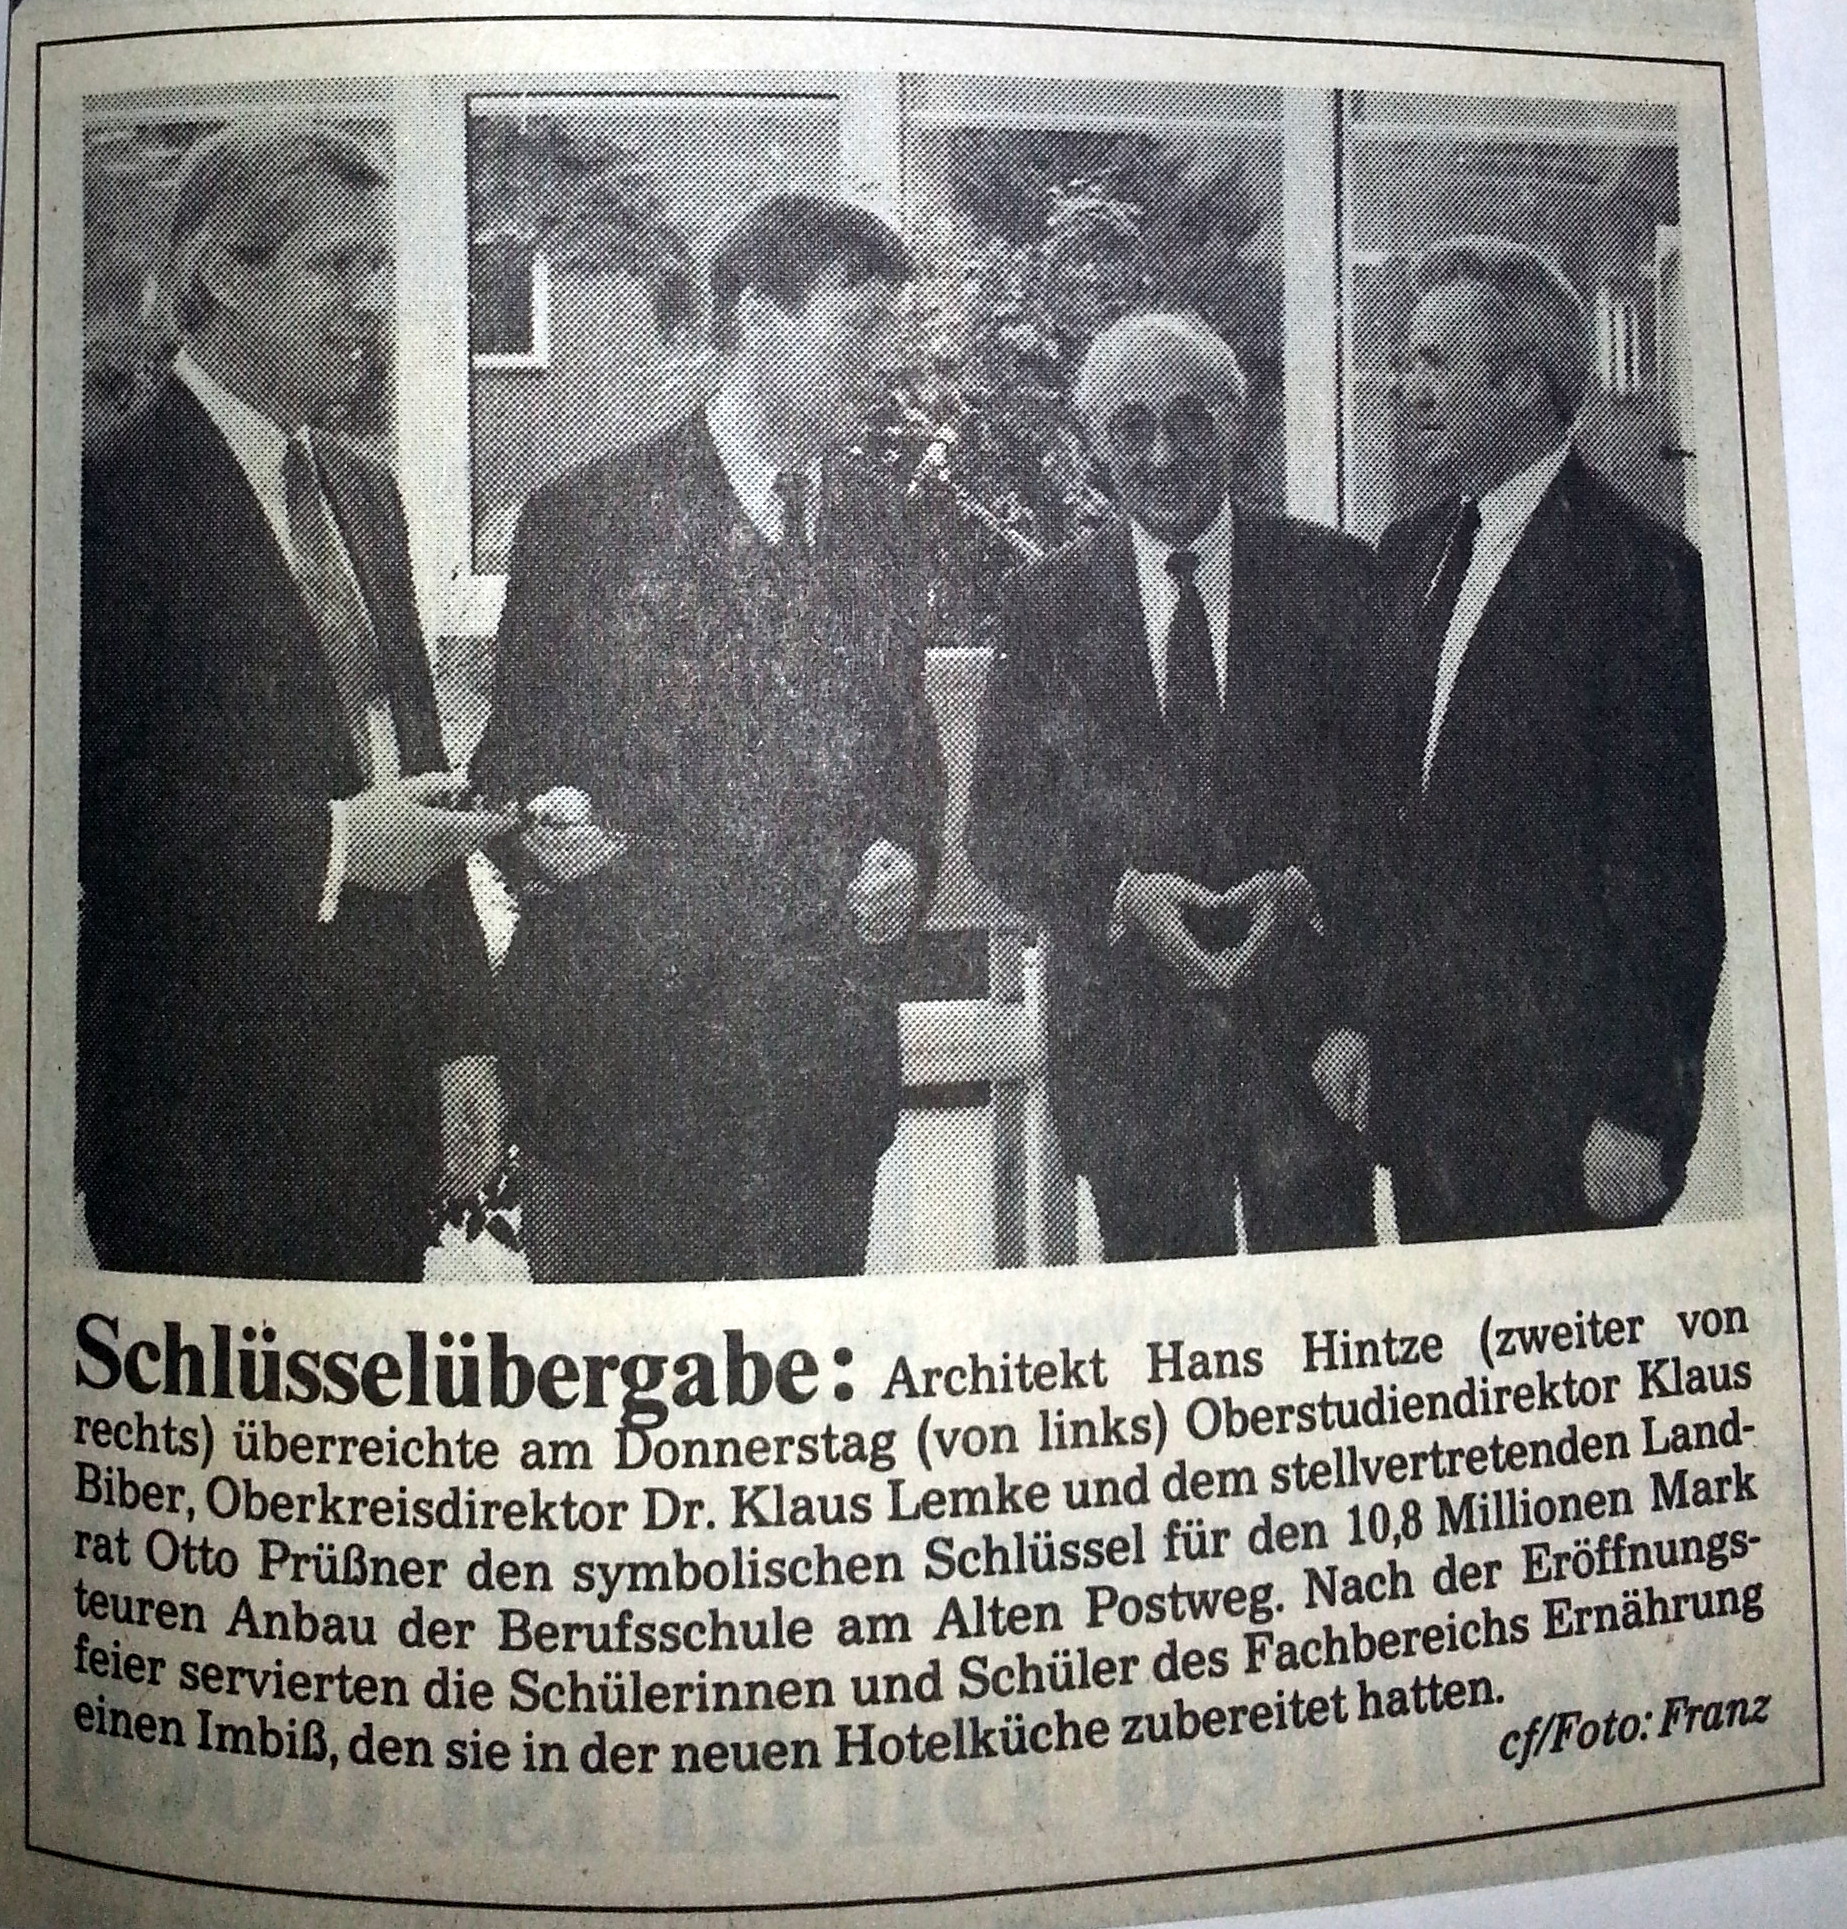 Schlüsselübergabe: Architekt Hans Hintze (zweiter von
rechts) überreichte am Donnerstag (von links) Oberstudiendirektor Klaus
Biber, Oberkreisdirektor Dr. Klaus Lemke und dem stellvertretenden Land-
rat Otto Prüßner den symbolischen Schlüssel für den 10,8 Millionen Mark
teuren Anbau der Berufsschule am Alten Postweg. Nach der Eröffnungs-
feier servierten die Schülerinnen und Schüler des Fachbereichs Ernährung
einen Imbiß, den sie in der neuen Hotelküche zubereitet hatten.
cf/Foto: Franz